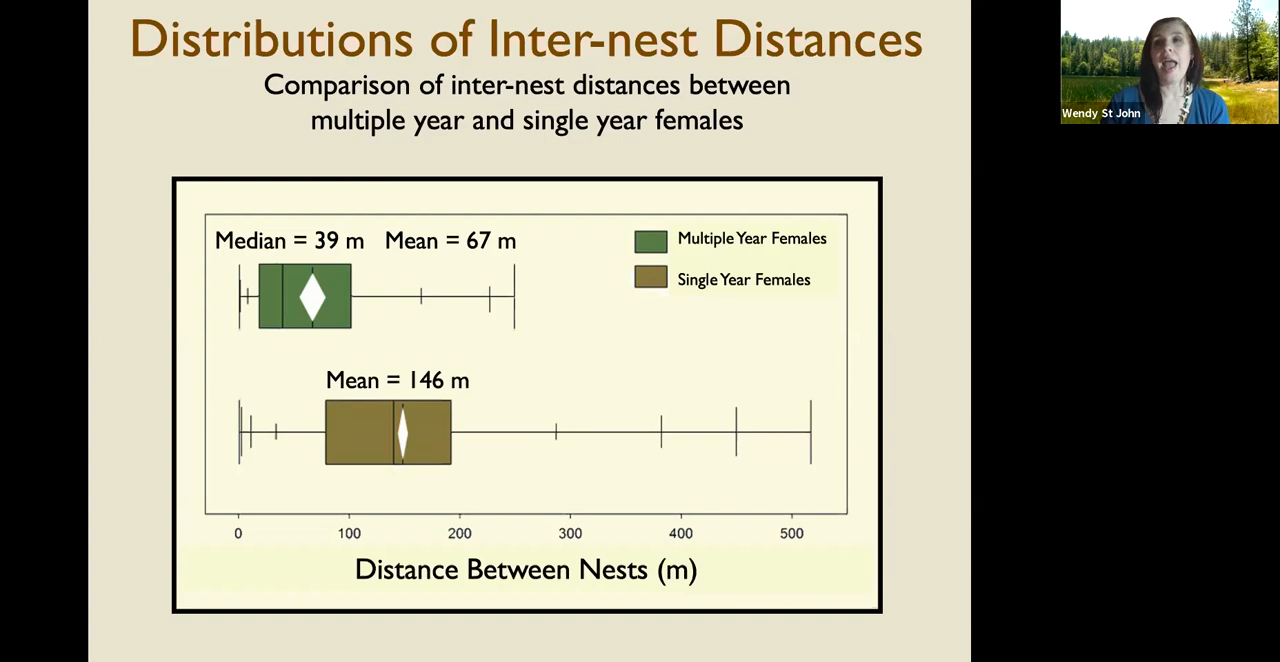 Distributions of Inter-nest Distances
Comparison of inter-nest distances between
multiple year and single year females
Wendy St John
Median = 39 m Mean = 67 m
Multiple Year Females
Single Year Females
Mean = 146 m
0 100 200 300 400 500
Distance Between Nests (m)